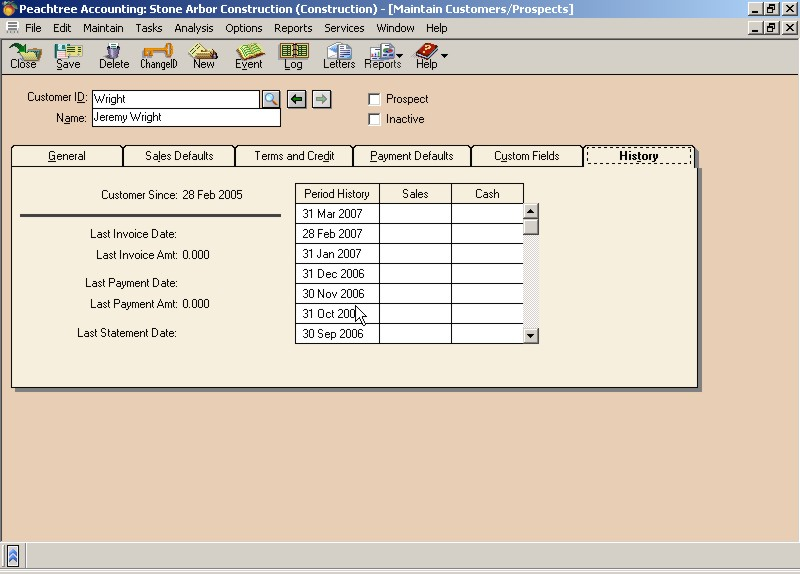 Peachtree Accounting: Stone Arbor Construction (Construction) - [Maintain Customers/Prospects]
File Edit Maintain Tasks Analysis Options Reports Services Window Help
Close Save Delete ChangeID New Event Log Letters Reports Help
Customer ID: Wright
Prospect
Name: Jeremy Wright
Inactive
General Sales Defaults Terms and Credit Payment Defaults Custom Fields History
Customer Since: 28 Feb 2005
Last Invoice Date:
Last Invoice Amt: 0.000
Last Payment Date:
Last Payment Amt: 0.000
Last Statement Date:
Period History Sales Cash
31 Mar 2007
28 Feb 2007
31 Jan 2007
31 Dec 2006
30 Nov 2006
31 Oct
30 Sep 2006